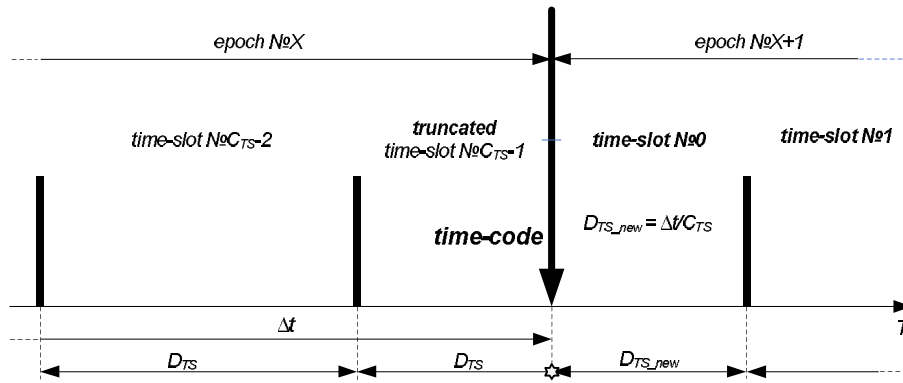 epoch №X
epoch №X+1
time-slot №C_TS-2
truncated
time-slot №C_TS-1
time-slot №0
time-slot №1
D_TS_new = Δt/C_TS
time-code
T
Δt
D_TS
D_TS
D_TS_new